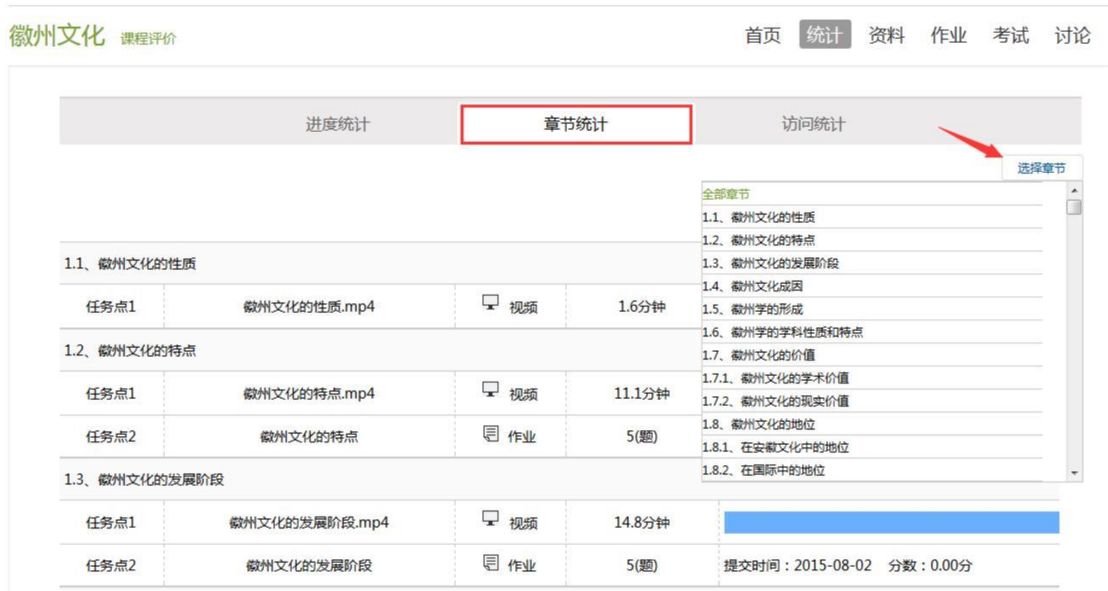 徽州文化 课程评价 首页 统计 资料 作业 考试 讨论
进度统计 章节统计 访问统计
选择章节
全部章节
1.1、徽州文化的性质
1.2、徽州文化的特点
1.3、徽州文化的发展阶段
1.4、徽州文化成因
1.5、徽州学的形成
1.6、徽州学的学科性质和特点
1.7、徽州文化的价值
1.7.1、徽州文化的学术价值
1.7.2、徽州文化的现实价值
1.8、徽州文化的地位
1.8.1、在安徽文化中的地位
1.8.2、在国际中的地位
1.1、徽州文化的性质
任务点1 徽州文化的性质.mp4 视频 1.6分钟
1.2、徽州文化的特点
任务点1 徽州文化的特点.mp4 视频 11.1分钟
任务点2 徽州文化的特点 作业 5(题)
1.3、徽州文化的发展阶段
任务点1 徽州文化的发展阶段.mp4 视频 14.8分钟
任务点2 徽州文化的发展阶段 作业 5(题) 提交时间：2015-08-02 分数：0.00分